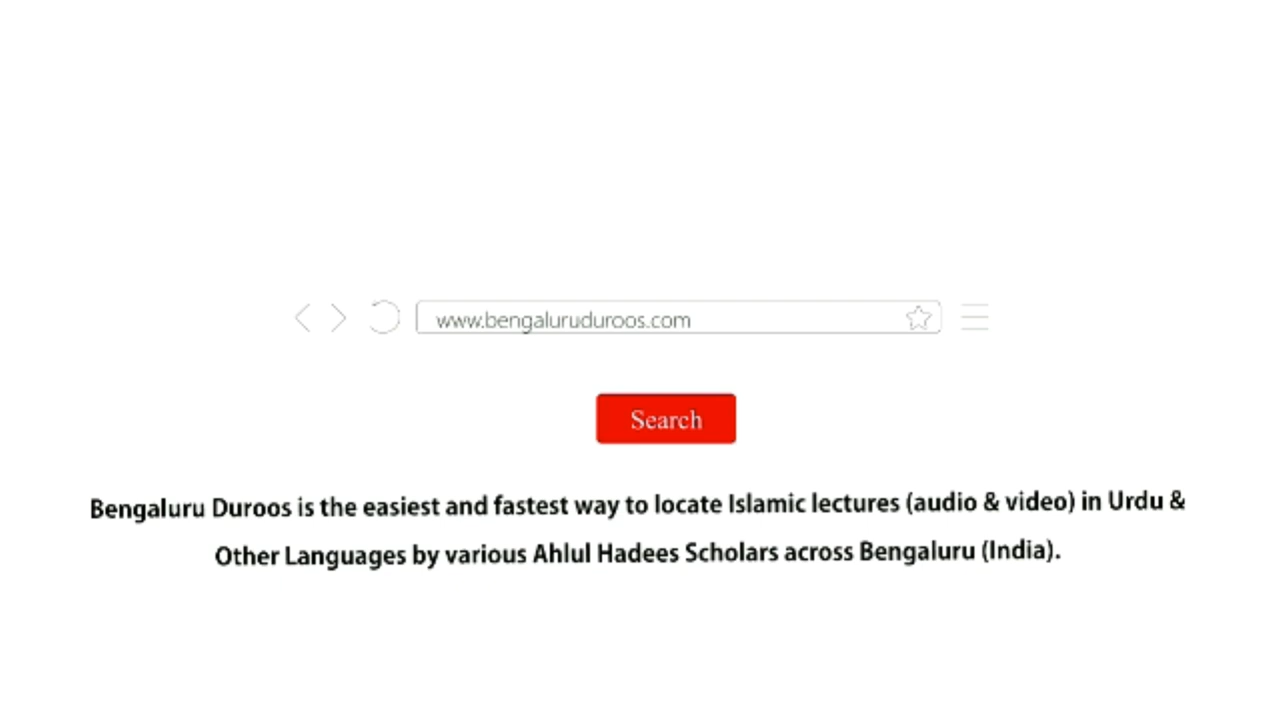 www.bengaluruduroos.com
Search
Bengaluru Duroos is the easiest and fastest way to locate Islamic lectures (audio & video) in Urdu &
Other Languages by various Ahlul Hadees Scholars across Bengaluru (India).